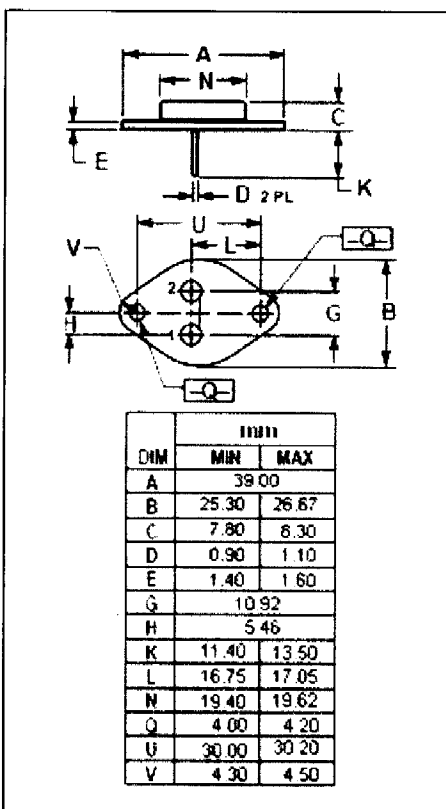 A
N
C
E
K
D 2 PL
U
V
L
Q
2
G
B
H
1
Q
mm
DIM MIN MAX
A 39.00
B 25.30 26.67
C 7.80 8.30
D 0.90 1.10
E 1.40 1.60
G 10.92
H 5.46
K 11.40 13.50
L 16.75 17.05
N 19.40 19.62
Q 4.00 4.20
U 30.00 30.20
V 4.30 4.50